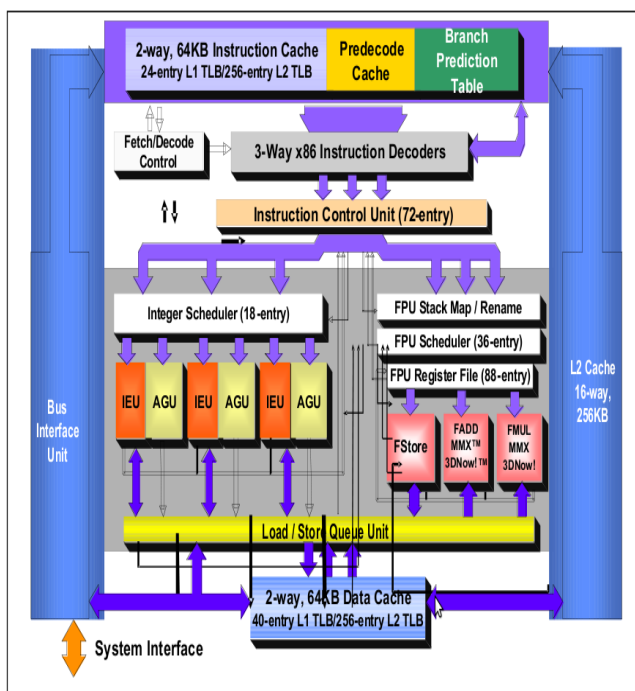 2-way, 64KB Instruction Cache
24-entry L1 TLB/256-entry L2 TLB
Predecode
Cache
Branch
Prediction
Table
Fetch/Decode
Control
3-Way x86 Instruction Decoders
Instruction Control Unit (72-entry)
Integer Scheduler (18-entry)
FPU Stack Map / Rename
FPU Scheduler (36-entry)
FPU Register File (88-entry)
IEU
AGU
IEU
AGU
IEU
AGU
FStore
FADD
MMX™
3DNow!™
FMUL
MMX
3DNow!
Bus
Interface
Unit
L2 Cache
16-way,
256KB
Load / Store Queue Unit
2-way, 64KB Data Cache
40-entry L1 TLB/256-entry L2 TLB
System Interface